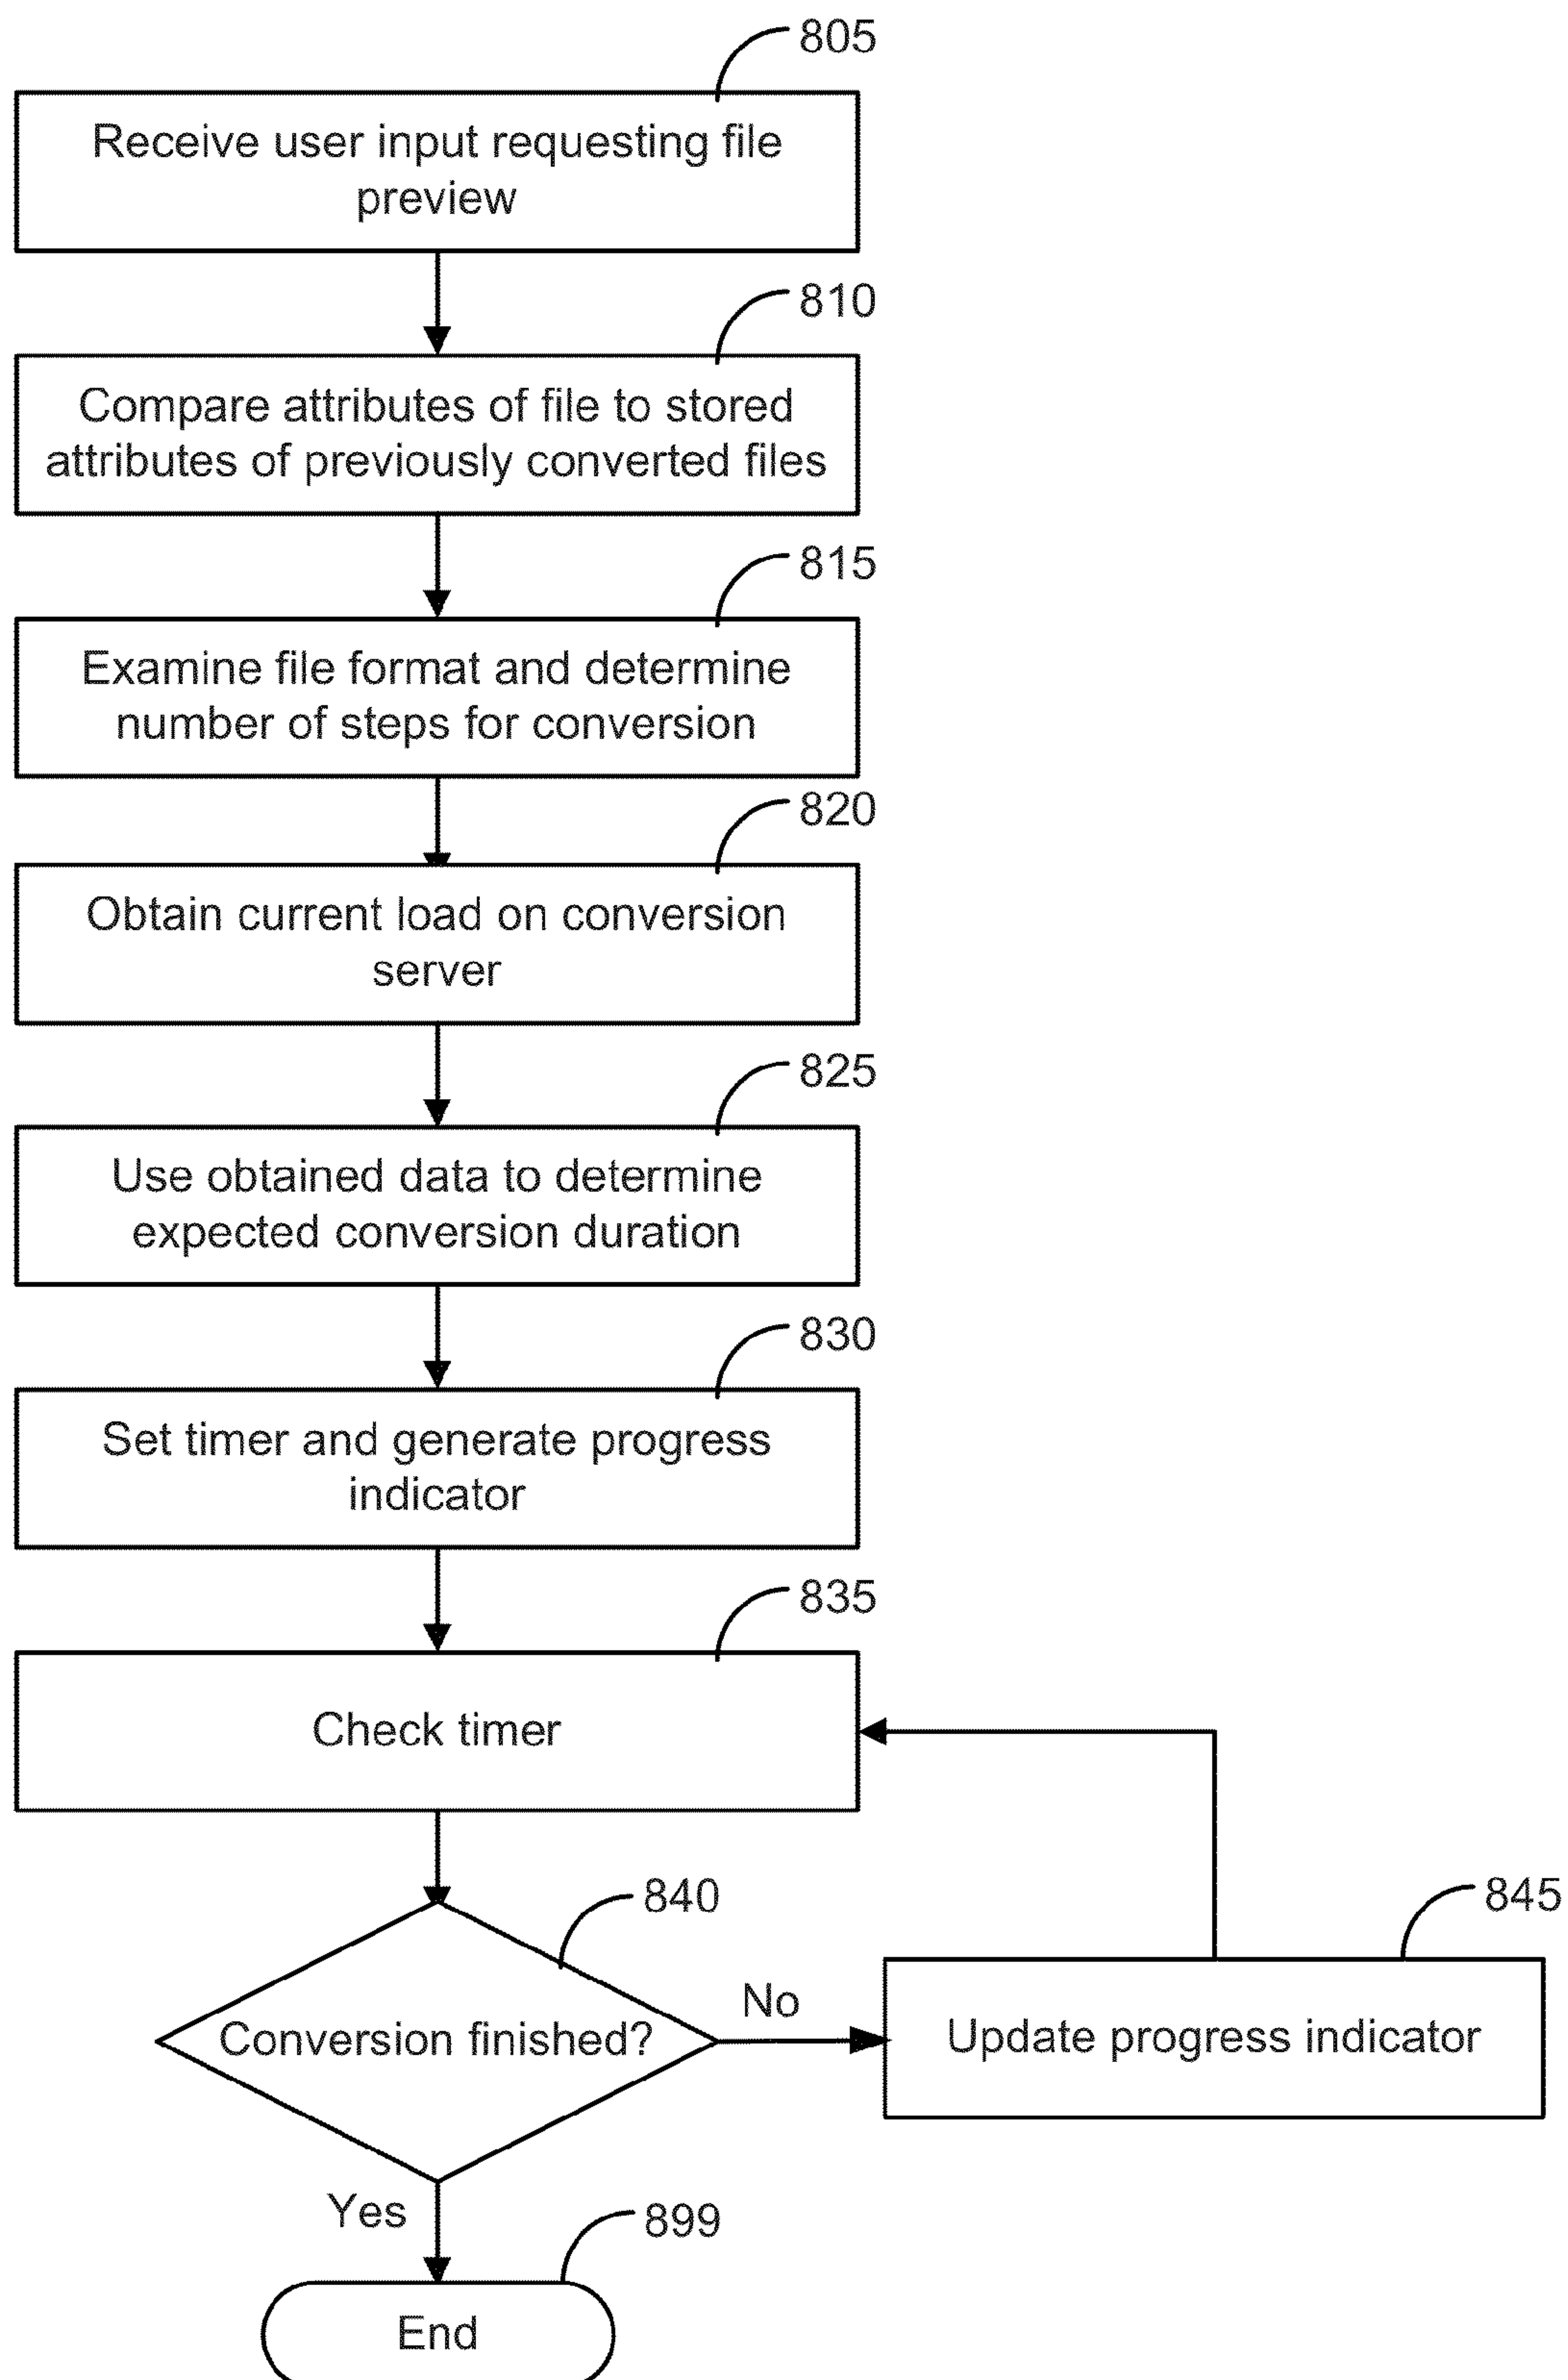 805
Receive user input requesting file
preview
810
Compare attributes of file to stored
attributes of previously converted files
815
Examine file format and determine
number of steps for conversion
820
Obtain current load on conversion
server
825
Use obtained data to determine
expected conversion duration
830
Set timer and generate progress
indicator
835
Check timer
840
Conversion finished?
No
845
Update progress indicator
Yes
899
End